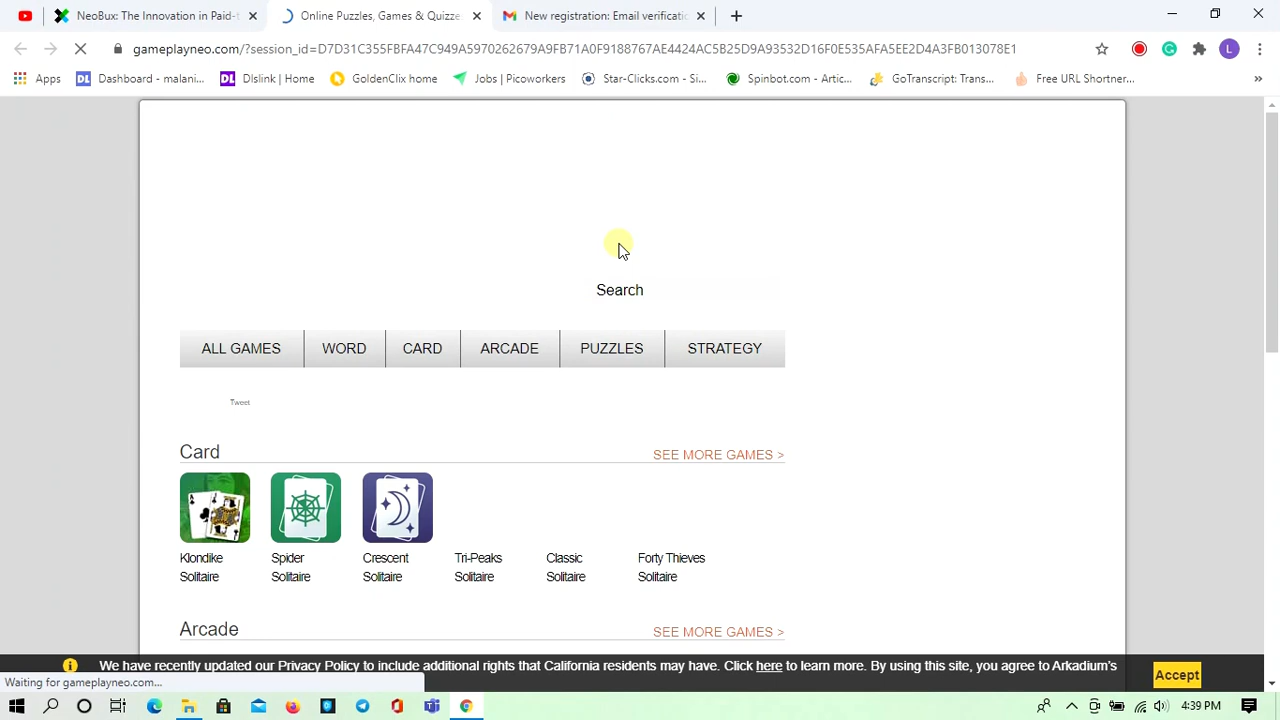 NeoBux: The Innovation in Paid-t
Online Puzzles, Games & Quizze
New registration: Email verificatio
gameplayneo.com/?session_id=D7D31C355FBFA47C949A5970262679A9FB71A0F9188767AE4424AC5B25D9A93532D16F0E535AFA5EE2D4A3FB013078E1
L
Apps
Dashboard - malani...
DL
Dlslink | Home
GoldenClix home
Jobs | Picoworkers
Star-Clicks.com - Si...
Spinbot.com - Artic...
GoTranscript: Trans...
Free URL Shortner...
»
Search
ALL GAMES
WORD
CARD
ARCADE
PUZZLES
STRATEGY
Tweet
Card
SEE MORE GAMES >
Klondike
Solitaire
Spider
Solitaire
Crescent
Solitaire
Tri-Peaks
Solitaire
Classic
Solitaire
Forty Thieves
Solitaire
Arcade
SEE MORE GAMES >
We have recently updated our Privacy Policy to include additional rights that California residents may have. Click here to learn more. By using this site, you agree to Arkadium's
Accept
Waiting for gameplayneo.com...
4:39 PM